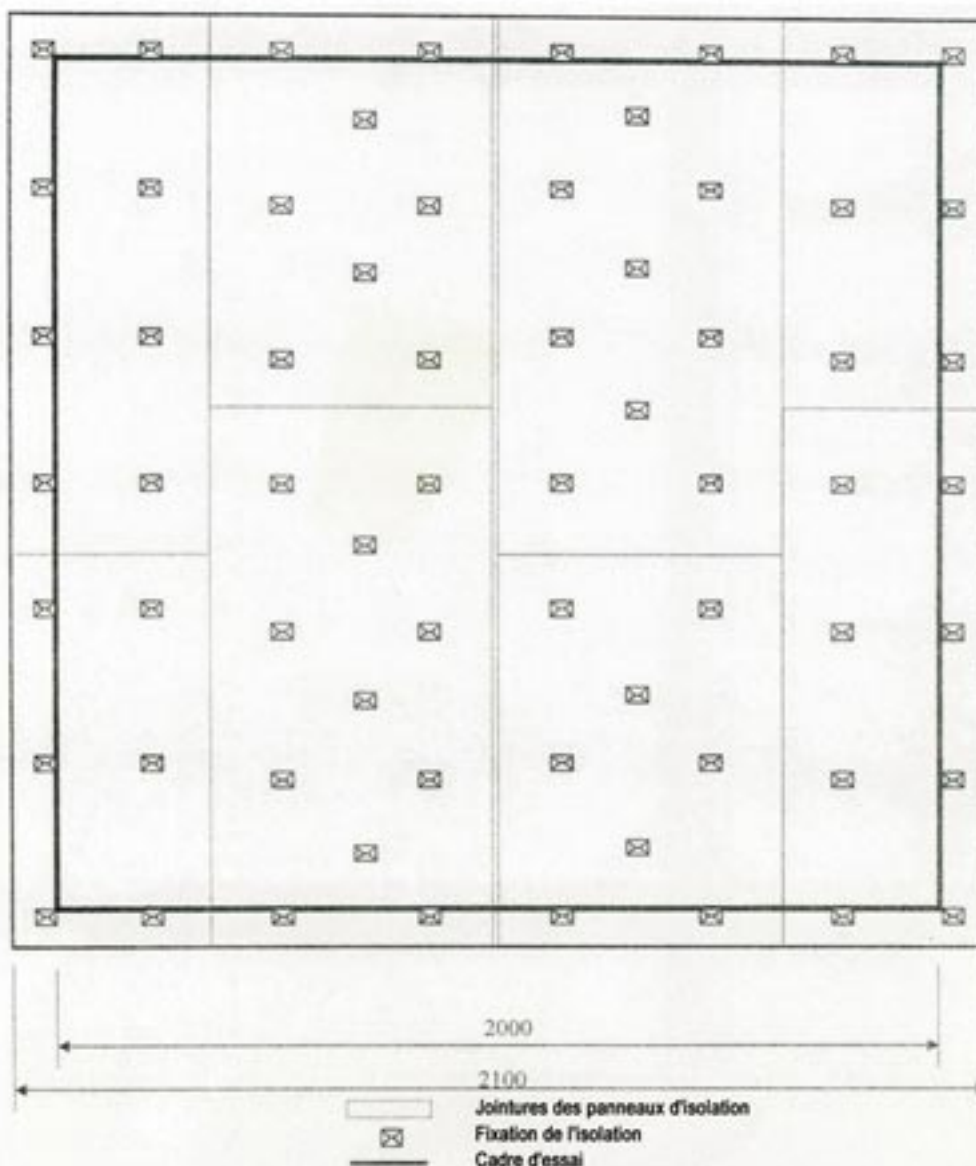 2000
2100
Jointures des panneaux d'isolation
Fixation de l'isolation
Cadre d'essai